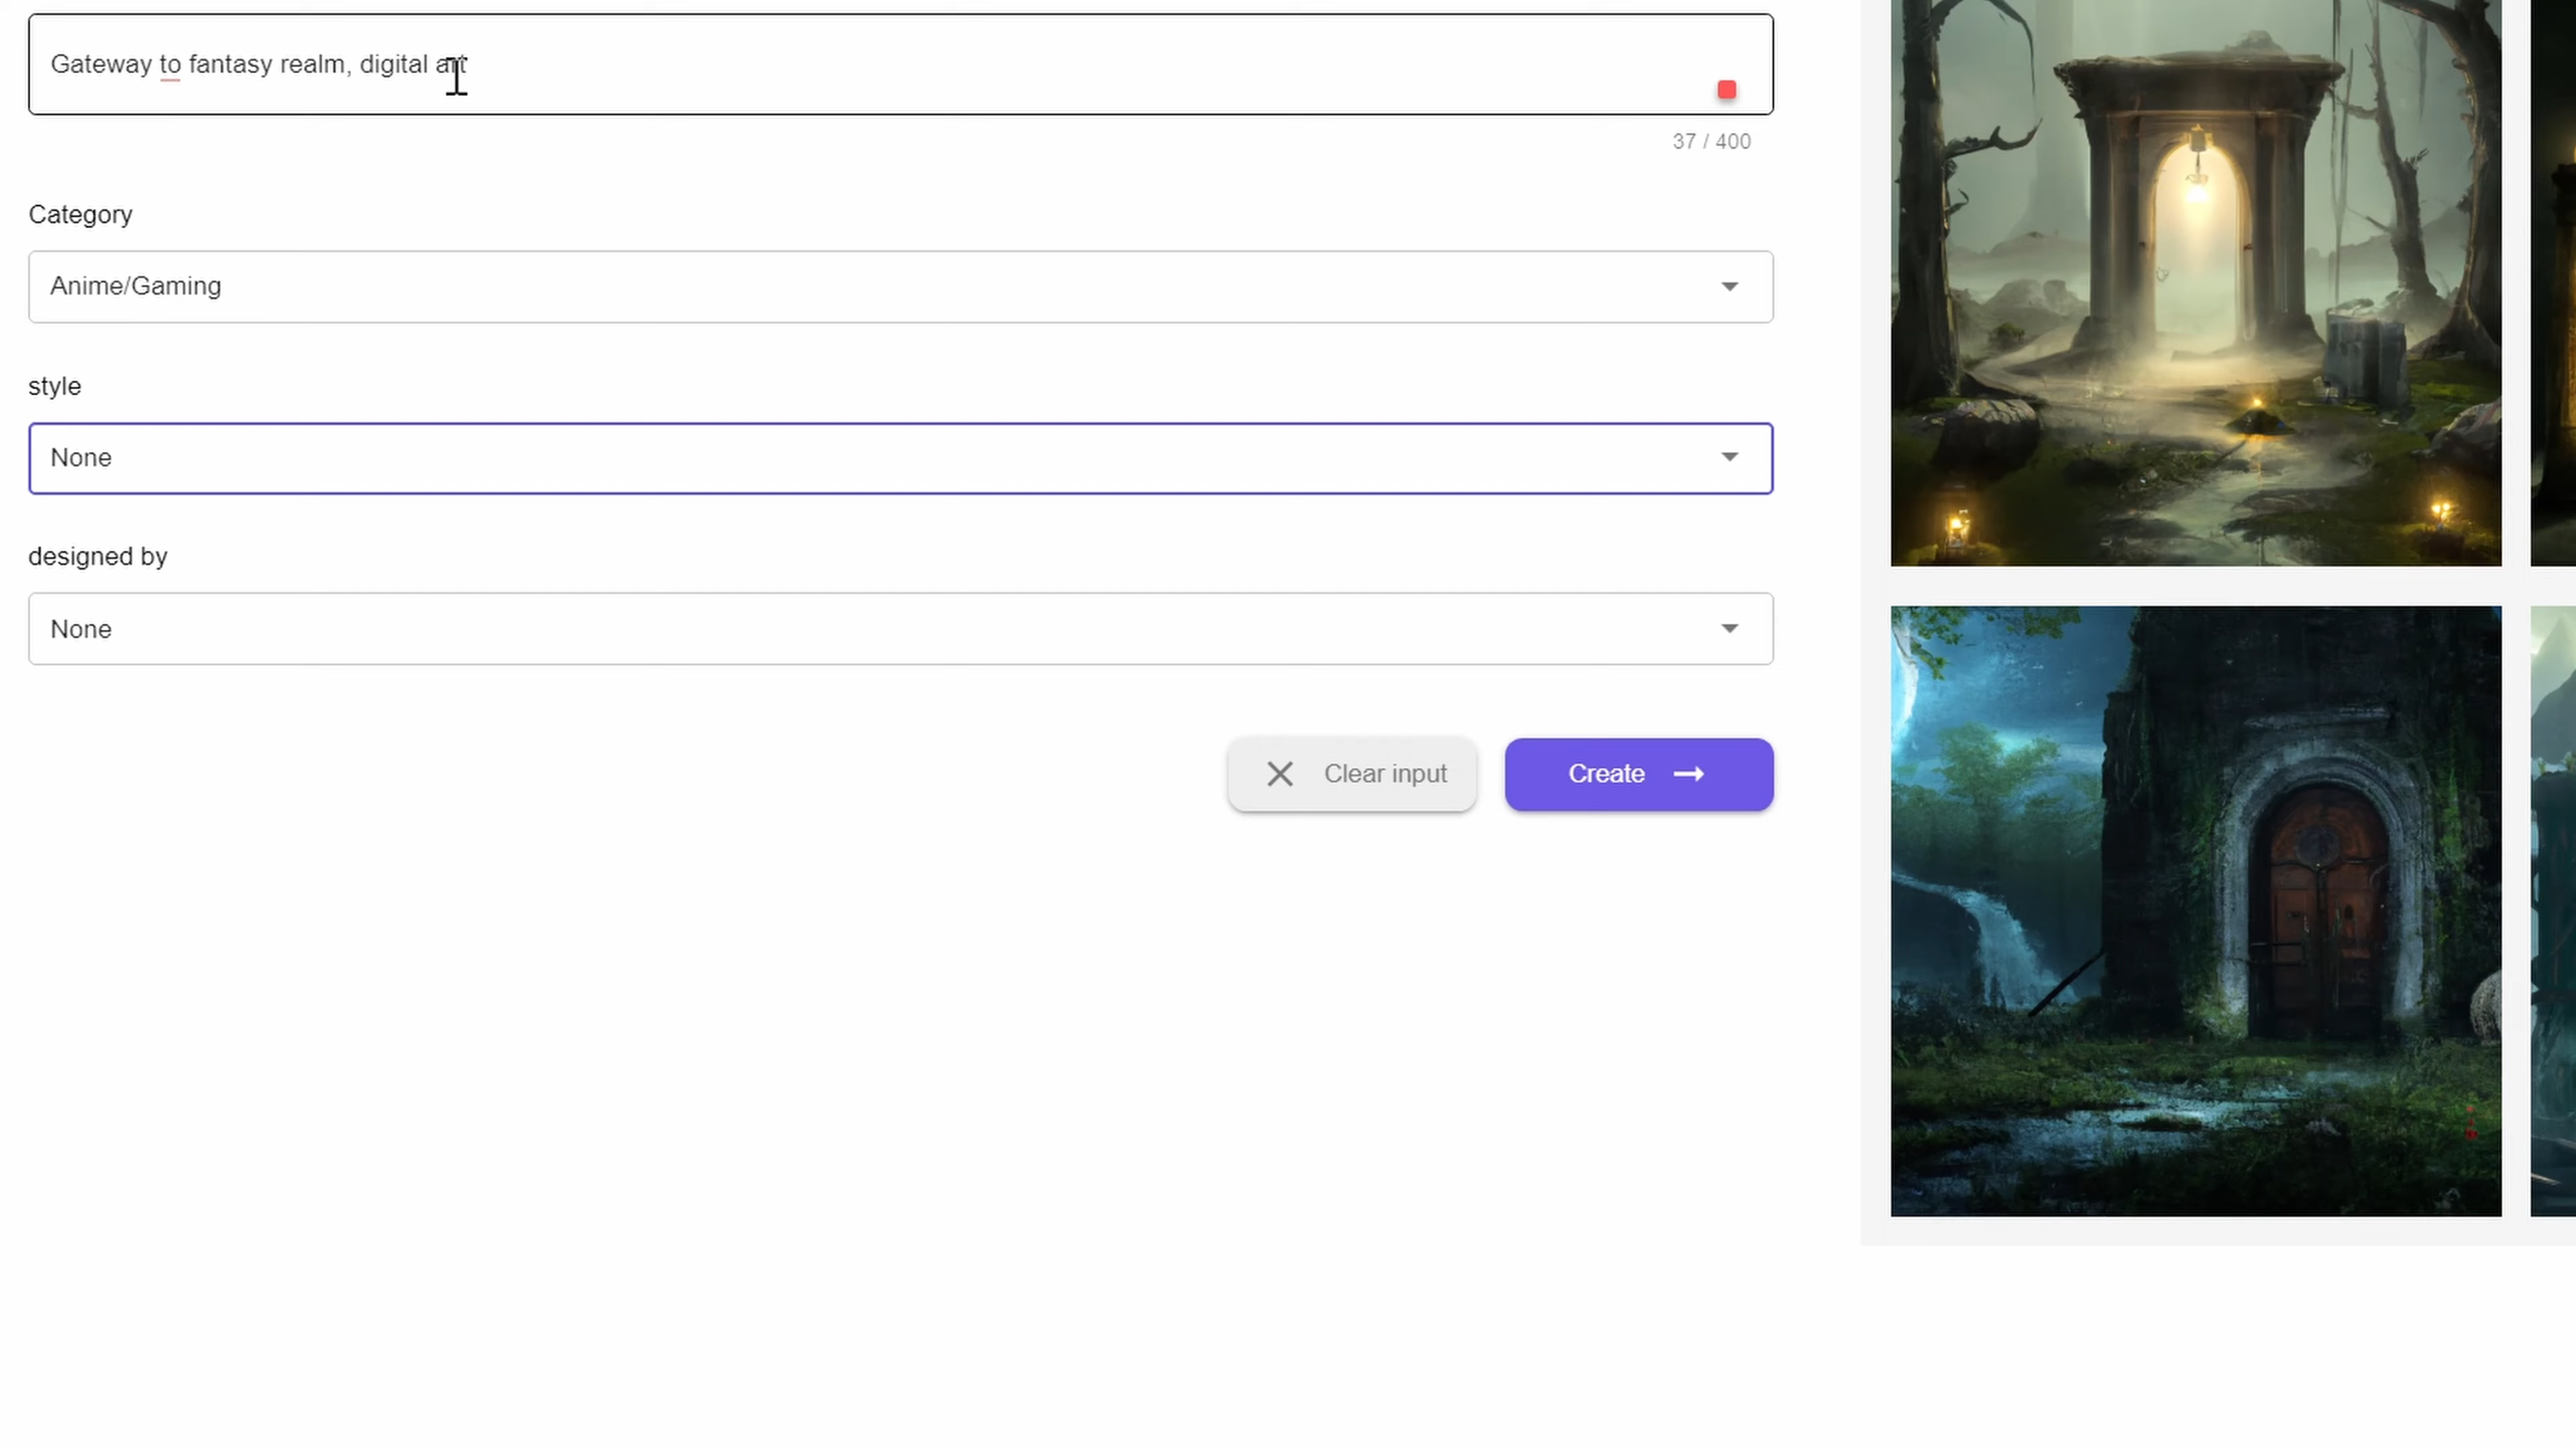 Gateway to fantasy realm, digital art
37 / 400
Category
Anime/Gaming
style
None
designed by
None
Clear input
Create